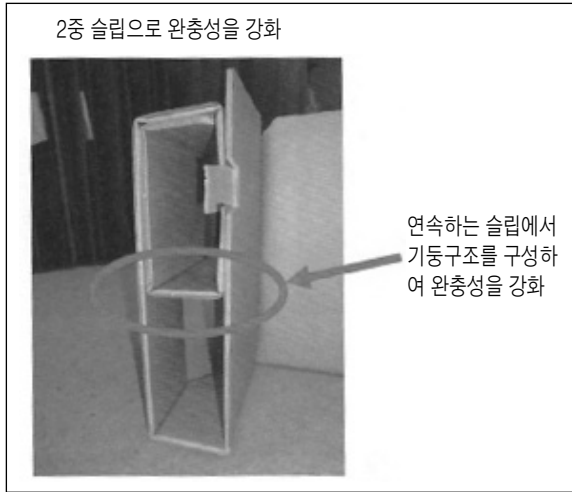 2중 슬립으로 완충성을 강화
연속하는 슬립에서
기둥구조를 구성하
여 완충성을 강화